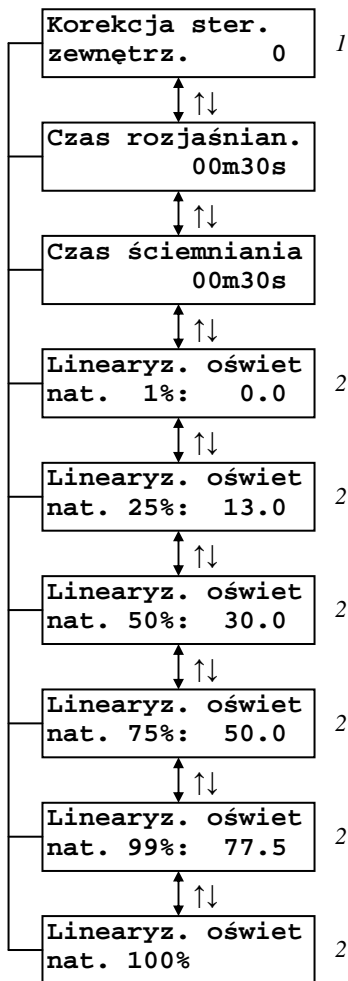 Korekcja ster.
zewnętrz. 0 1
↑↓
Czas rozjaśnian.
00m30s
↑↓
Czas ściemniania
00m30s
↑↓
Linearyz. oświet
nat. 1%: 0.0 2
↑↓
Linearyz. oświet
nat. 25%: 13.0 2
↑↓
Linearyz. oświet
nat. 50%: 30.0 2
↑↓
Linearyz. oświet
nat. 75%: 50.0 2
↑↓
Linearyz. oświet
nat. 99%: 77.5 2
↑↓
Linearyz. oświet
nat. 100% 2